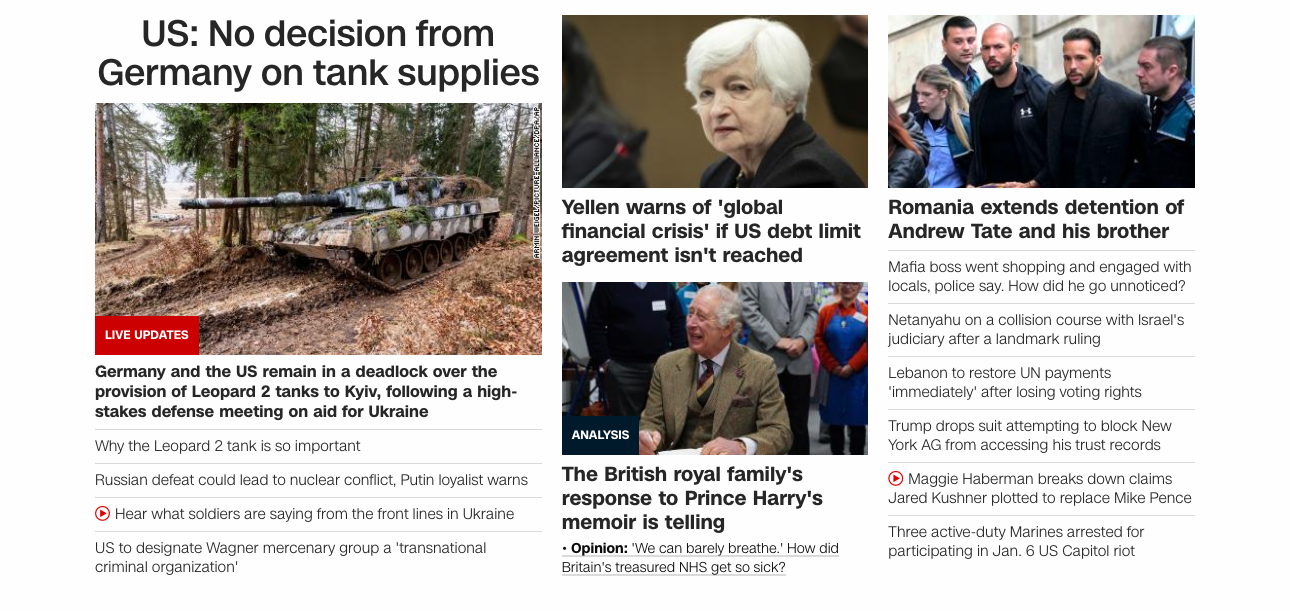 US: No decision from
Germany on tank supplies
ARMIN WEIGEL/PICTURE-ALLIANCE/DPA/AP
LIVE UPDATES
Germany and the US remain in a deadlock over the
provision of Leopard 2 tanks to Kyiv, following a high-
stakes defense meeting on aid for Ukraine
Why the Leopard 2 tank is so important
Russian defeat could lead to nuclear conflict, Putin loyalist warns
Hear what soldiers are saying from the front lines in Ukraine
US to designate Wagner mercenary group a 'transnational
criminal organization'
Yellen warns of 'global
financial crisis' if US debt limit
agreement isn't reached
ANALYSIS
The British royal family's
response to Prince Harry's
memoir is telling
• Opinion: 'We can barely breathe.' How did
Britain's treasured NHS get so sick?
Romania extends detention of
Andrew Tate and his brother
Mafia boss went shopping and engaged with
locals, police say. How did he go unnoticed?
Netanyahu on a collision course with Israel's
judiciary after a landmark ruling
Lebanon to restore UN payments
'immediately' after losing voting rights
Trump drops suit attempting to block New
York AG from accessing his trust records
Maggie Haberman breaks down claims
Jared Kushner plotted to replace Mike Pence
Three active-duty Marines arrested for
participating in Jan. 6 US Capitol riot